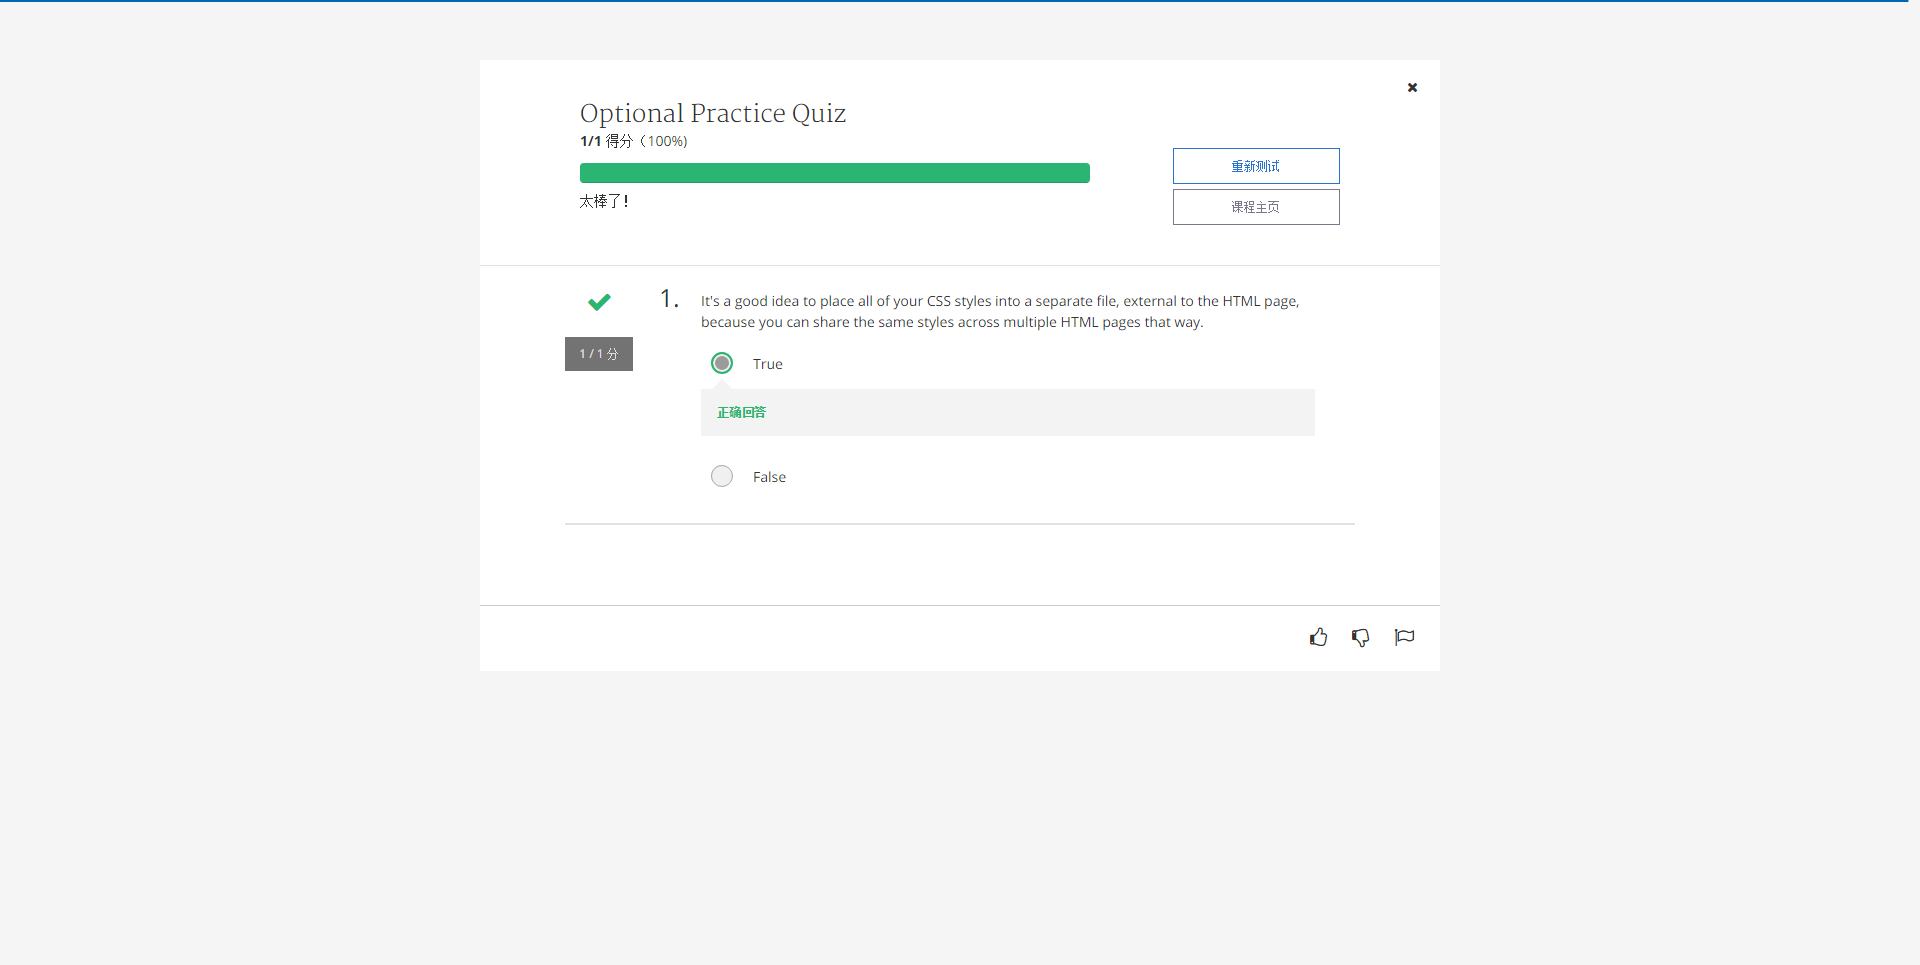 Optional Practice Quiz
1/1 得分（100%)
太棒了！
重新测试
课程主页
1 / 1 分
1.
It's a good idea to place all of your CSS styles into a separate file, external to the HTML page,
because you can share the same styles across multiple HTML pages that way.
True
正确回答
False